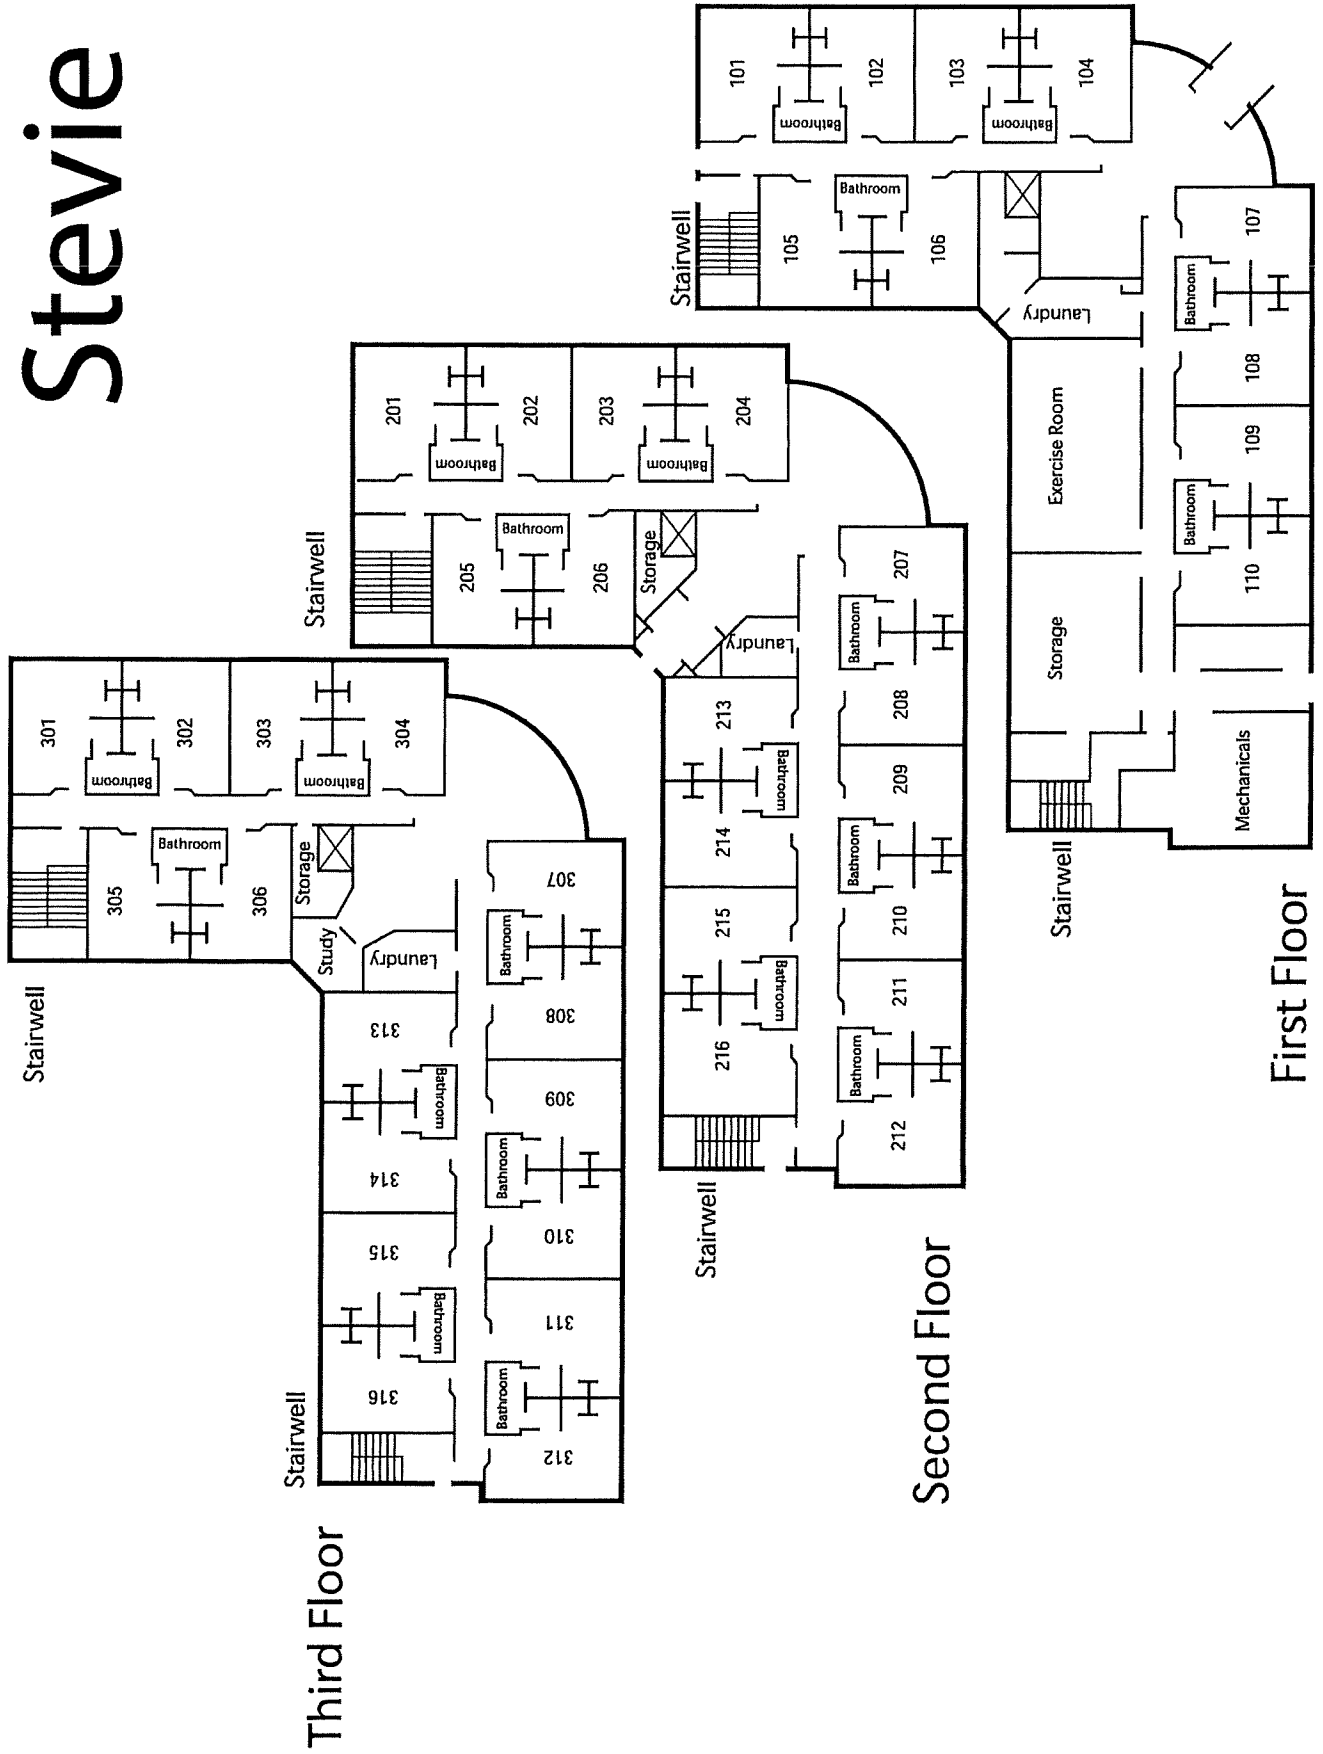 Stevie
Third Floor
Stairwell
301
302
303
304
Bathroom
Bathroom
305
306
Bathroom
Storage
Study
Laundry
307
308
309
310
311
312
Bathroom
Bathroom
Bathroom
313
314
315
316
Bathroom
Bathroom
Stairwell
Second Floor
Stairwell
201
202
203
204
Bathroom
Bathroom
205
206
Bathroom
Storage
Laundry
207
208
209
210
211
212
Bathroom
Bathroom
Bathroom
213
214
215
216
Bathroom
Bathroom
Stairwell
First Floor
Stairwell
101
102
103
104
Bathroom
Bathroom
105
106
Bathroom
Laundry
Exercise Room
Storage
107
108
109
110
Bathroom
Bathroom
Mechanicals
Stairwell